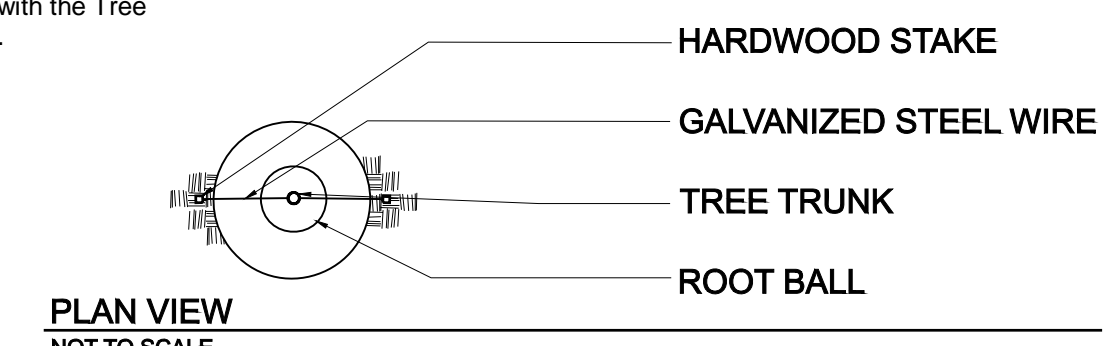 with the Tree
.
HARDWOOD STAKE
GALVANIZED STEEL WIRE
TREE TRUNK
ROOT BALL
PLAN VIEW
NOT TO SCALE